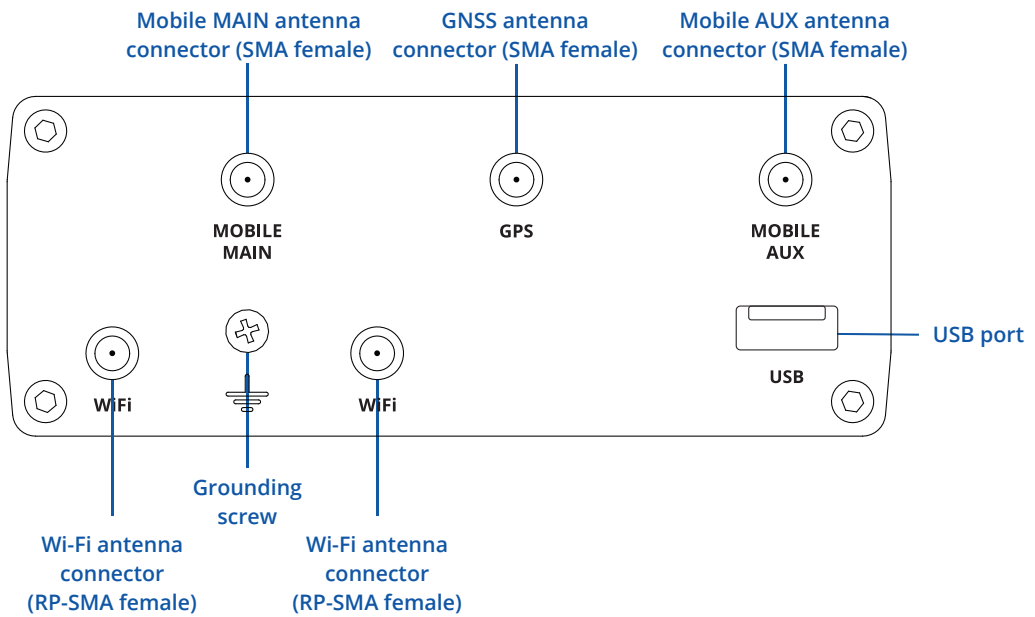 Mobile MAIN antenna
connector (SMA female)
GNSS antenna
connector (SMA female)
Mobile AUX antenna
connector (SMA female)
MOBILE
MAIN
GPS
MOBILE
AUX
USB port
USB
WiFi
WiFi
Grounding
screw
Wi-Fi antenna
connector
(RP-SMA female)
Wi-Fi antenna
connector
(RP-SMA female)